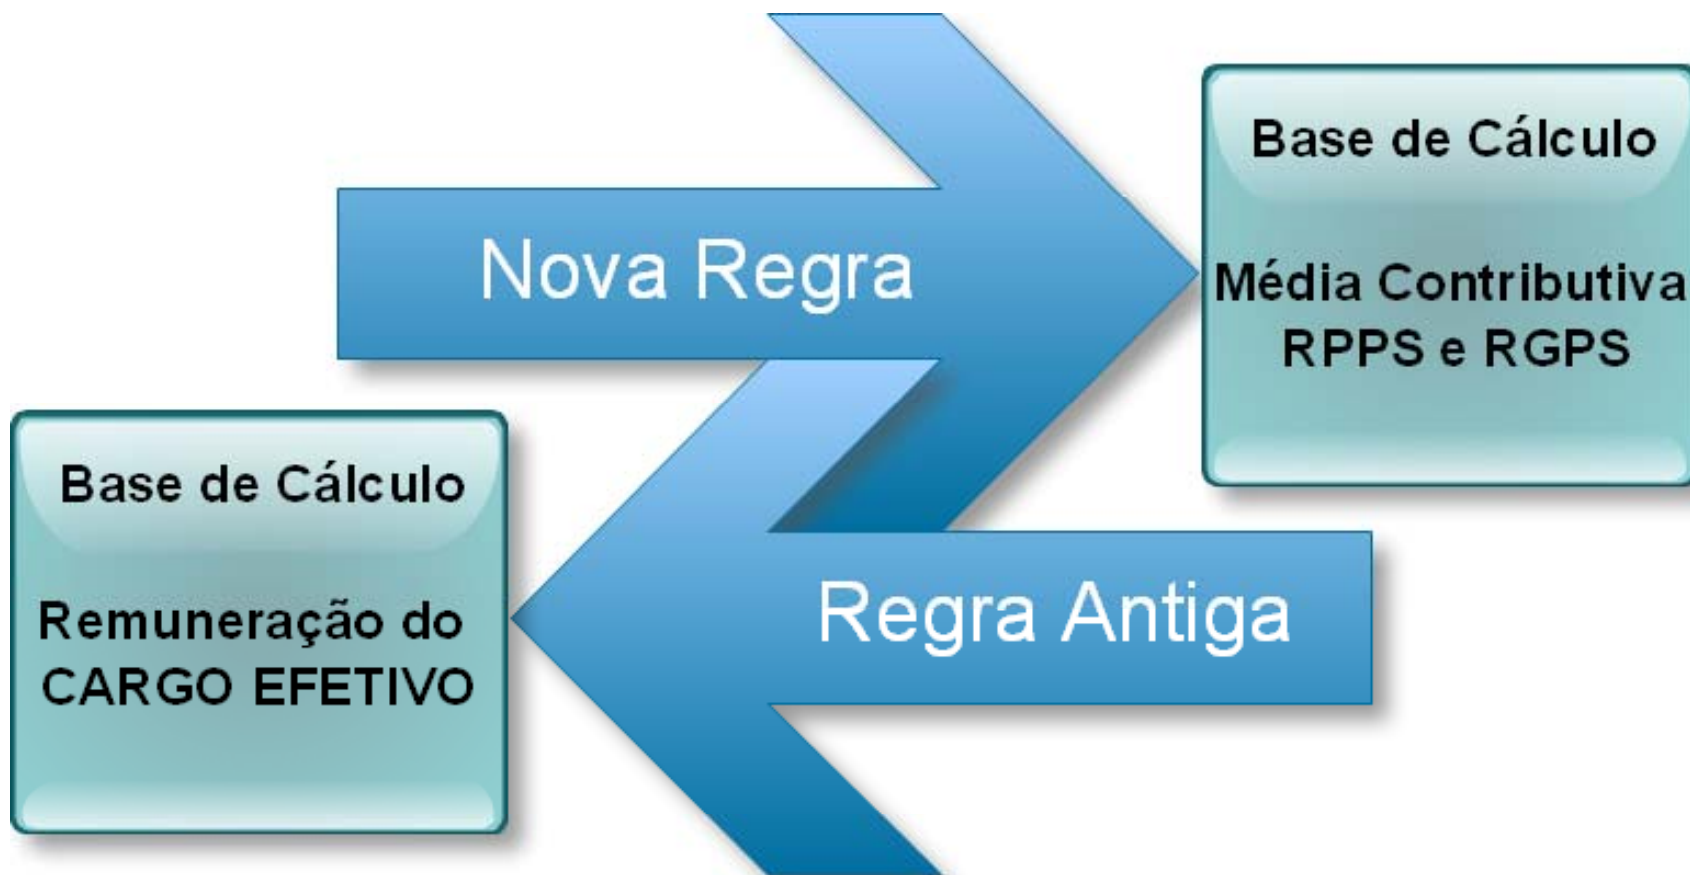 Base de Cálculo
Nova Regra
Média Contributiva
RPPS e RGPS
Base de Cálculo
Remuneração do
CARGO EFETIVO
Regra Antiga